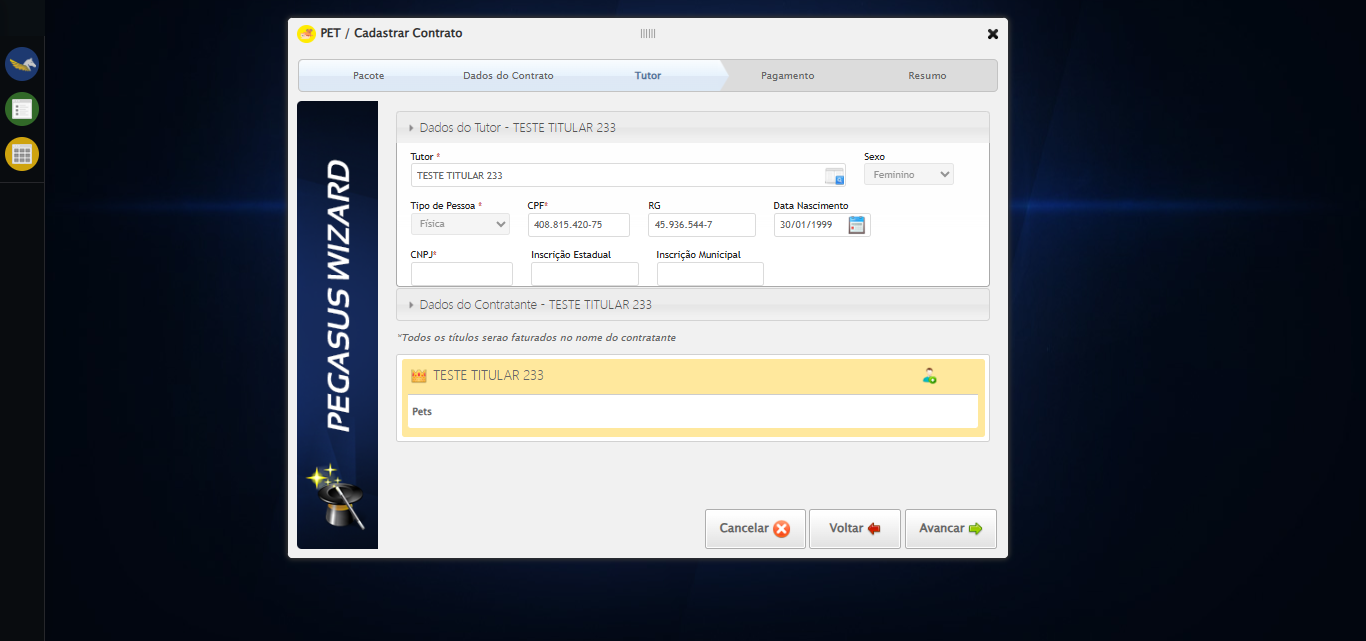 PET / Cadastrar Contrato
Pacote Dados do Contrato Tutor Pagamento Resumo
PEGASUS WIZARD
Dados do Tutor - TESTE TITULAR 233
Tutor * Sexo
TESTE TITULAR 233 Feminino
Tipo de Pessoa * CPF* RG Data Nascimento
Física 408.815.420-75 45.936.544-7 30/01/1999
CNPJ* Inscrição Estadual Inscrição Municipal
Dados do Contratante - TESTE TITULAR 233
*Todos os títulos serao faturados no nome do contratante
TESTE TITULAR 233
Pets
Cancelar Voltar Avancar